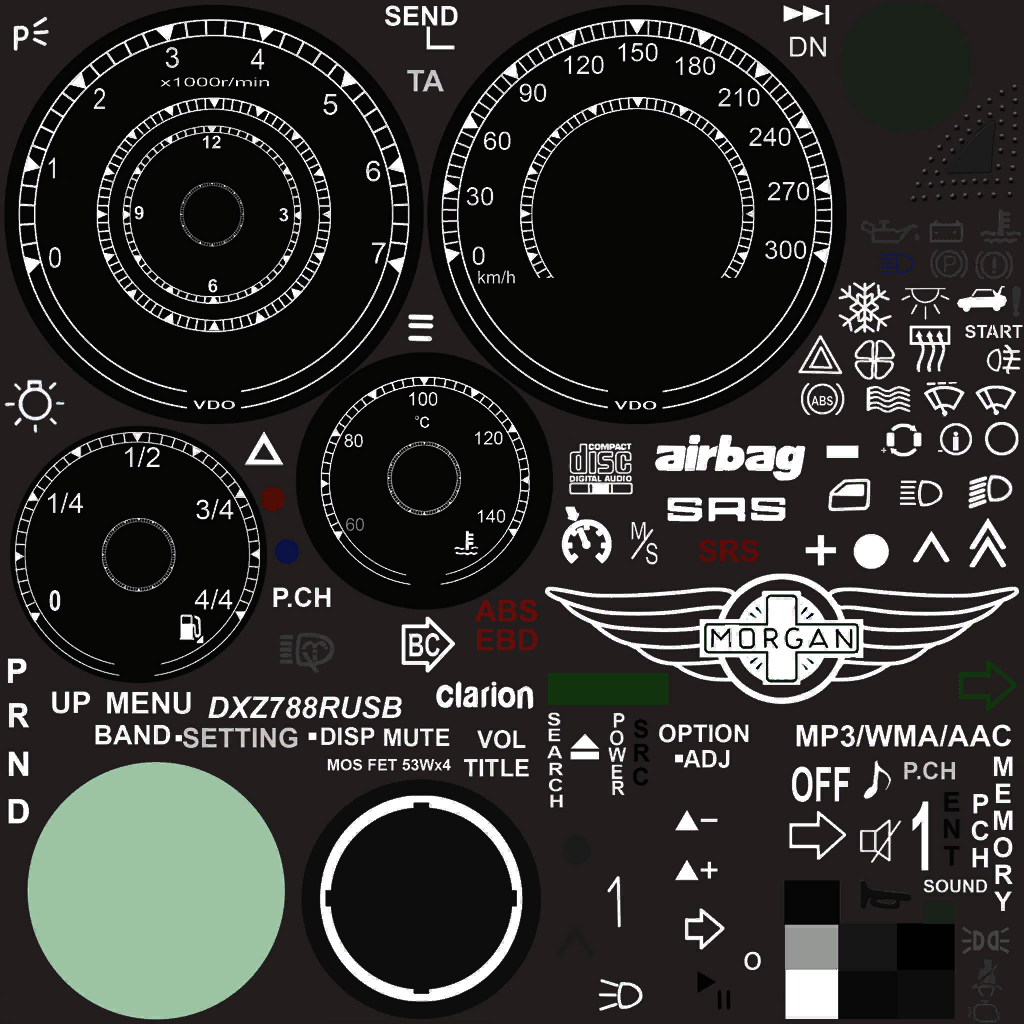 P
SEND
TA
DN
3 4
x1000r/min
2 5
1 6
0 7
12
9 3
6
VDO
150
120 180
90 210
60 240
30 270
0 300
km/h
VDO
P
START
ABS
100
°C
80 120
60 140
1/2
1/4 3/4
0 4/4
COMPACT
disc
DIGITAL AUDIO
airbag
SRS
M/S
SRS
P.CH
BC
ABS
EBD
MORGAN
P
R
N
D
UP MENU DXZ788RUSB
clarion
BAND SETTING DISP MUTE
VOL
MOS FET 53Wx4 TITLE
SEARCH
POWER
SRC
OPTION
ADJ
MP3/WMA/AAC
OFF
P.CH
1
ENT
PCH
MEMORY
SOUND
−
+
1
O